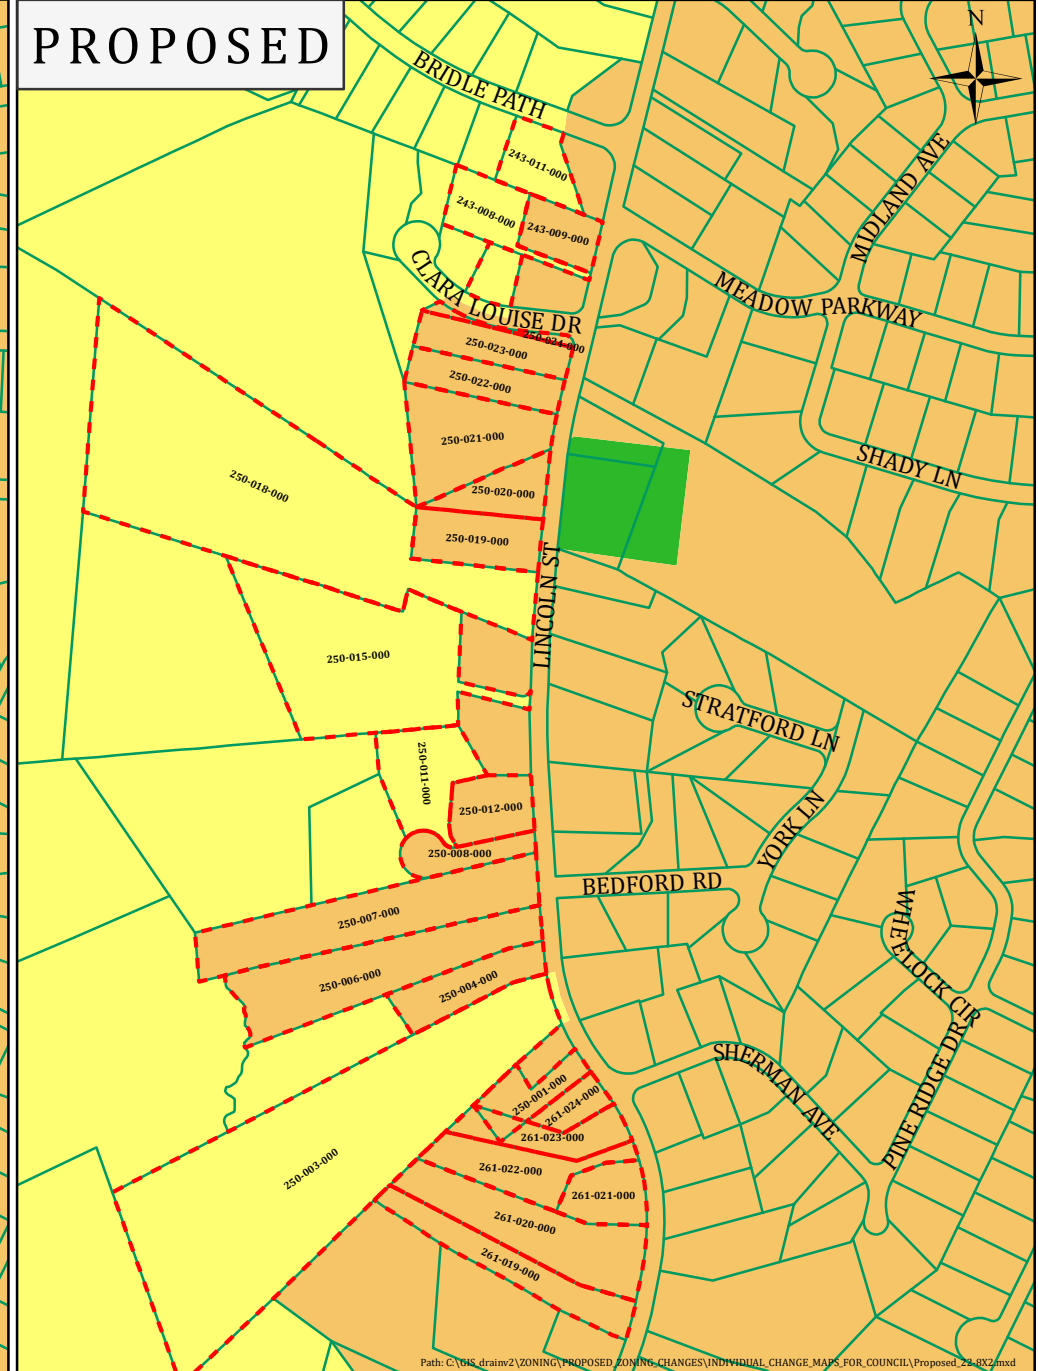 PROPOSED
N
BRIDLE PATH
243-011-000
MIDLAND AVE
243-008-000
243-009-000
CLARA LOUISE DR
MEADOW PARKWAY
250-024-000
250-023-000
250-022-000
250-021-000
SHADY LN
250-018-000
250-020-000
250-019-000
LINCOLN ST
250-015-000
STRATFORD LN
250-011-000
250-012-000
YORK LN
250-008-000
BEDFORD RD
250-007-000
WHEELOCK CIR
250-006-000
250-004-000
SHERMAN AVE
PINE RIDGE DR
250-001-000
261-024-000
261-023-000
250-003-000
261-022-000
261-021-000
261-020-000
261-019-000
Path: C:\GIS_drainv2\ZONING\PROPOSED_ZONING_CHANGES\INDIVIDUAL_CHANGE_MAPS_FOR_COUNCIL\Proposed_22-8X2.mxd